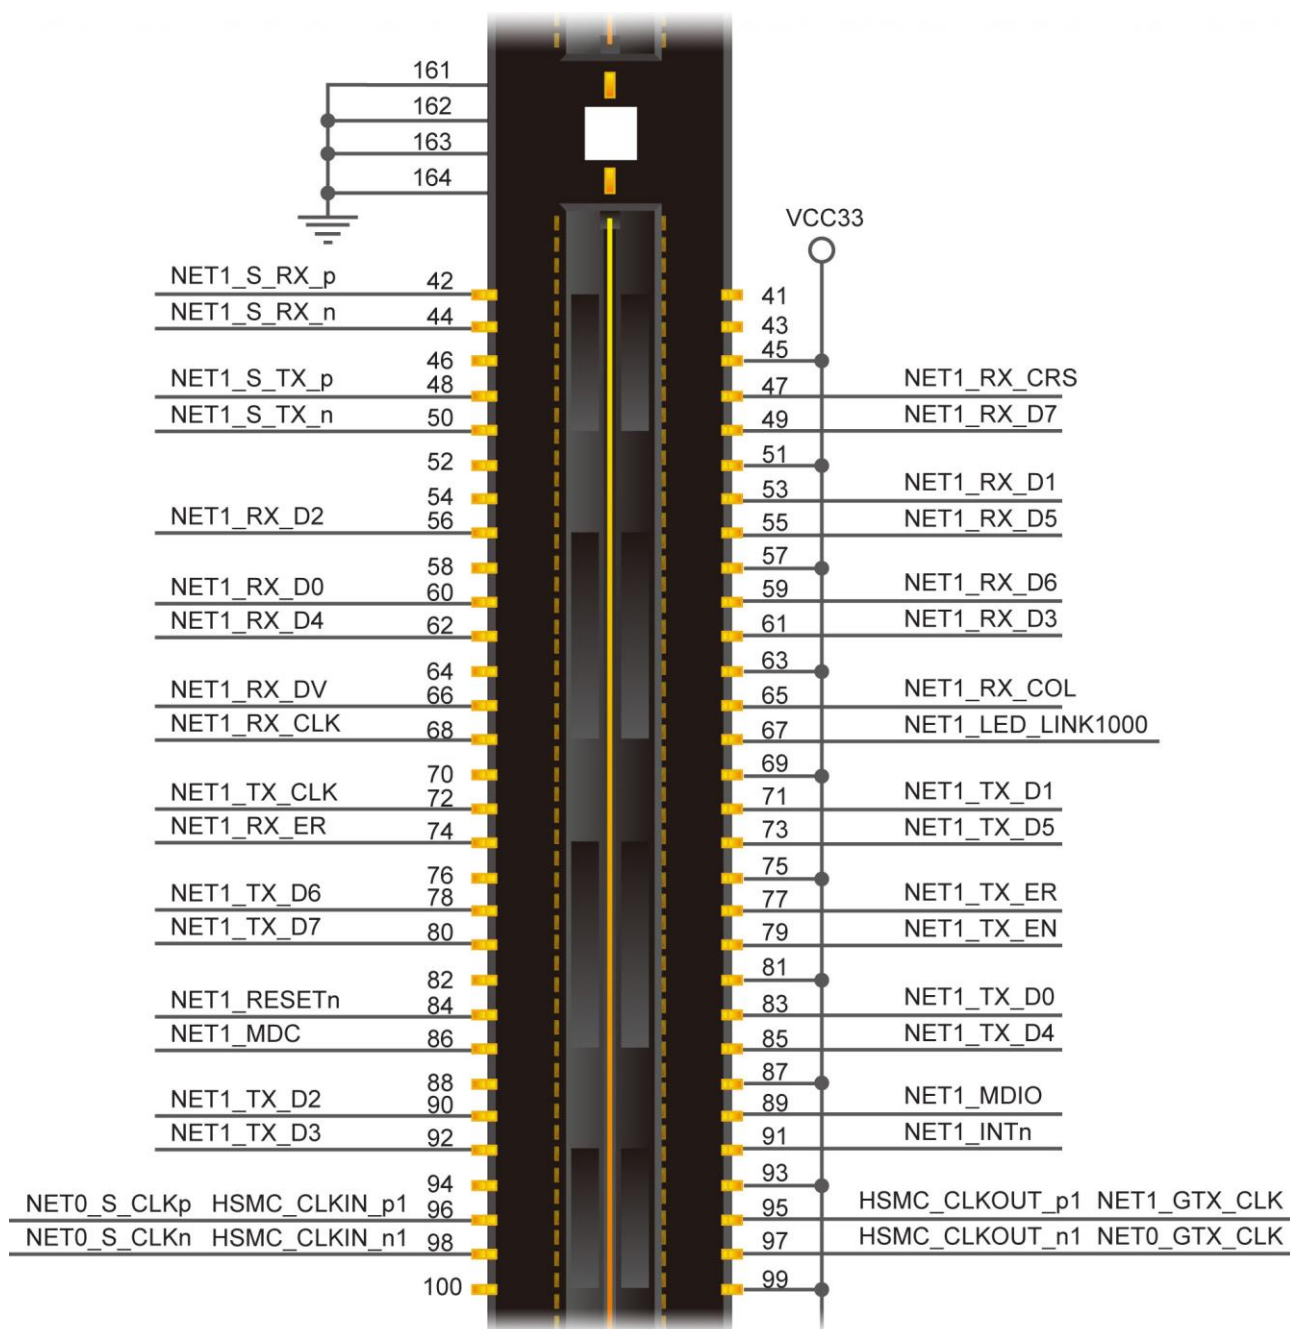 161
162
163
164
VCC33
NET1_S_RX_p 42 41
NET1_S_RX_n 44 43
46 45
NET1_S_TX_p 48 47 NET1_RX_CRS
NET1_S_TX_n 50 49 NET1_RX_D7
52 51
54 53 NET1_RX_D1
NET1_RX_D2 56 55 NET1_RX_D5
58 57
NET1_RX_D0 60 59 NET1_RX_D6
NET1_RX_D4 62 61 NET1_RX_D3
64 63
NET1_RX_DV 66 65 NET1_RX_COL
NET1_RX_CLK 68 67 NET1_LED_LINK1000
70 69
NET1_TX_CLK 72 71 NET1_TX_D1
NET1_RX_ER 74 73 NET1_TX_D5
76 75
NET1_TX_D6 78 77 NET1_TX_ER
NET1_TX_D7 80 79 NET1_TX_EN
82 81
NET1_RESETn 84 83 NET1_TX_D0
NET1_MDC 86 85 NET1_TX_D4
88 87
NET1_TX_D2 90 89 NET1_MDIO
NET1_TX_D3 92 91 NET1_INTn
94 93
NET0_S_CLKp HSMC_CLKIN_p1 96 95 HSMC_CLKOUT_p1 NET1_GTX_CLK
NET0_S_CLKn HSMC_CLKIN_n1 98 97 HSMC_CLKOUT_n1 NET0_GTX_CLK
100 99